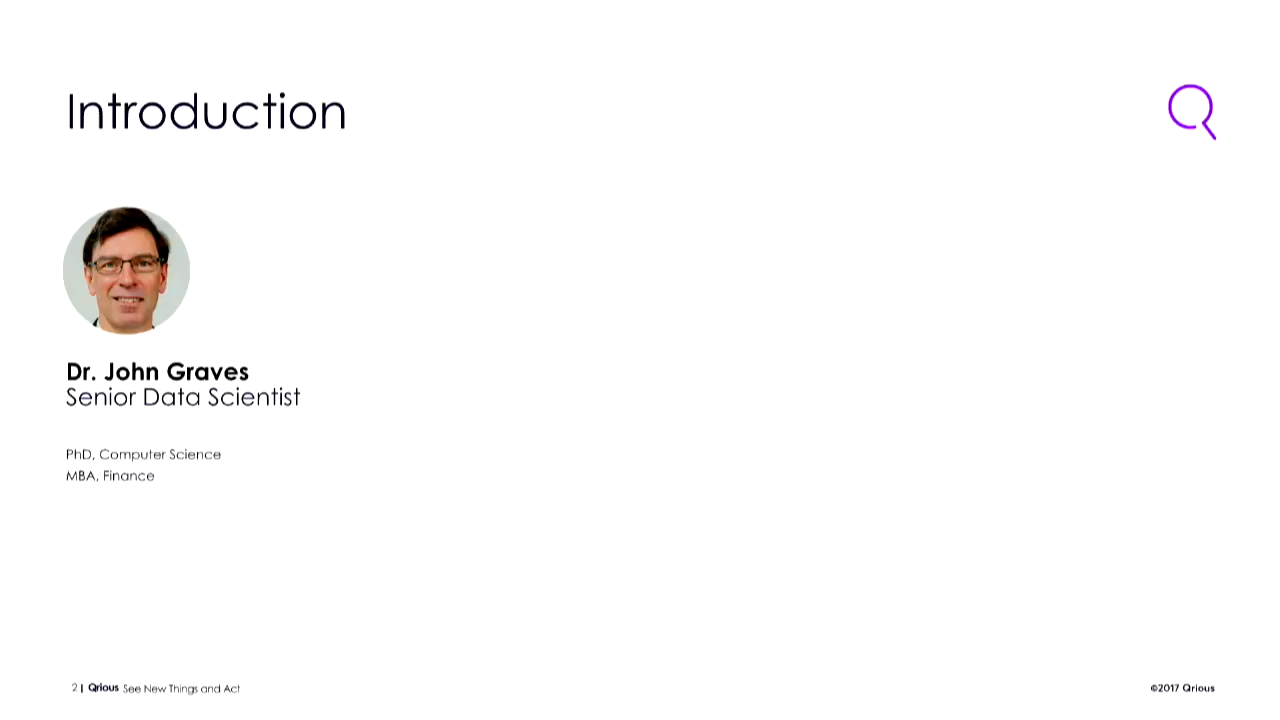 Introduction
Dr. John Graves
Senior Data Scientist
PhD, Computer Science
MBA, Finance
2 | Qrious See New Things and Act
©2017 Qrious